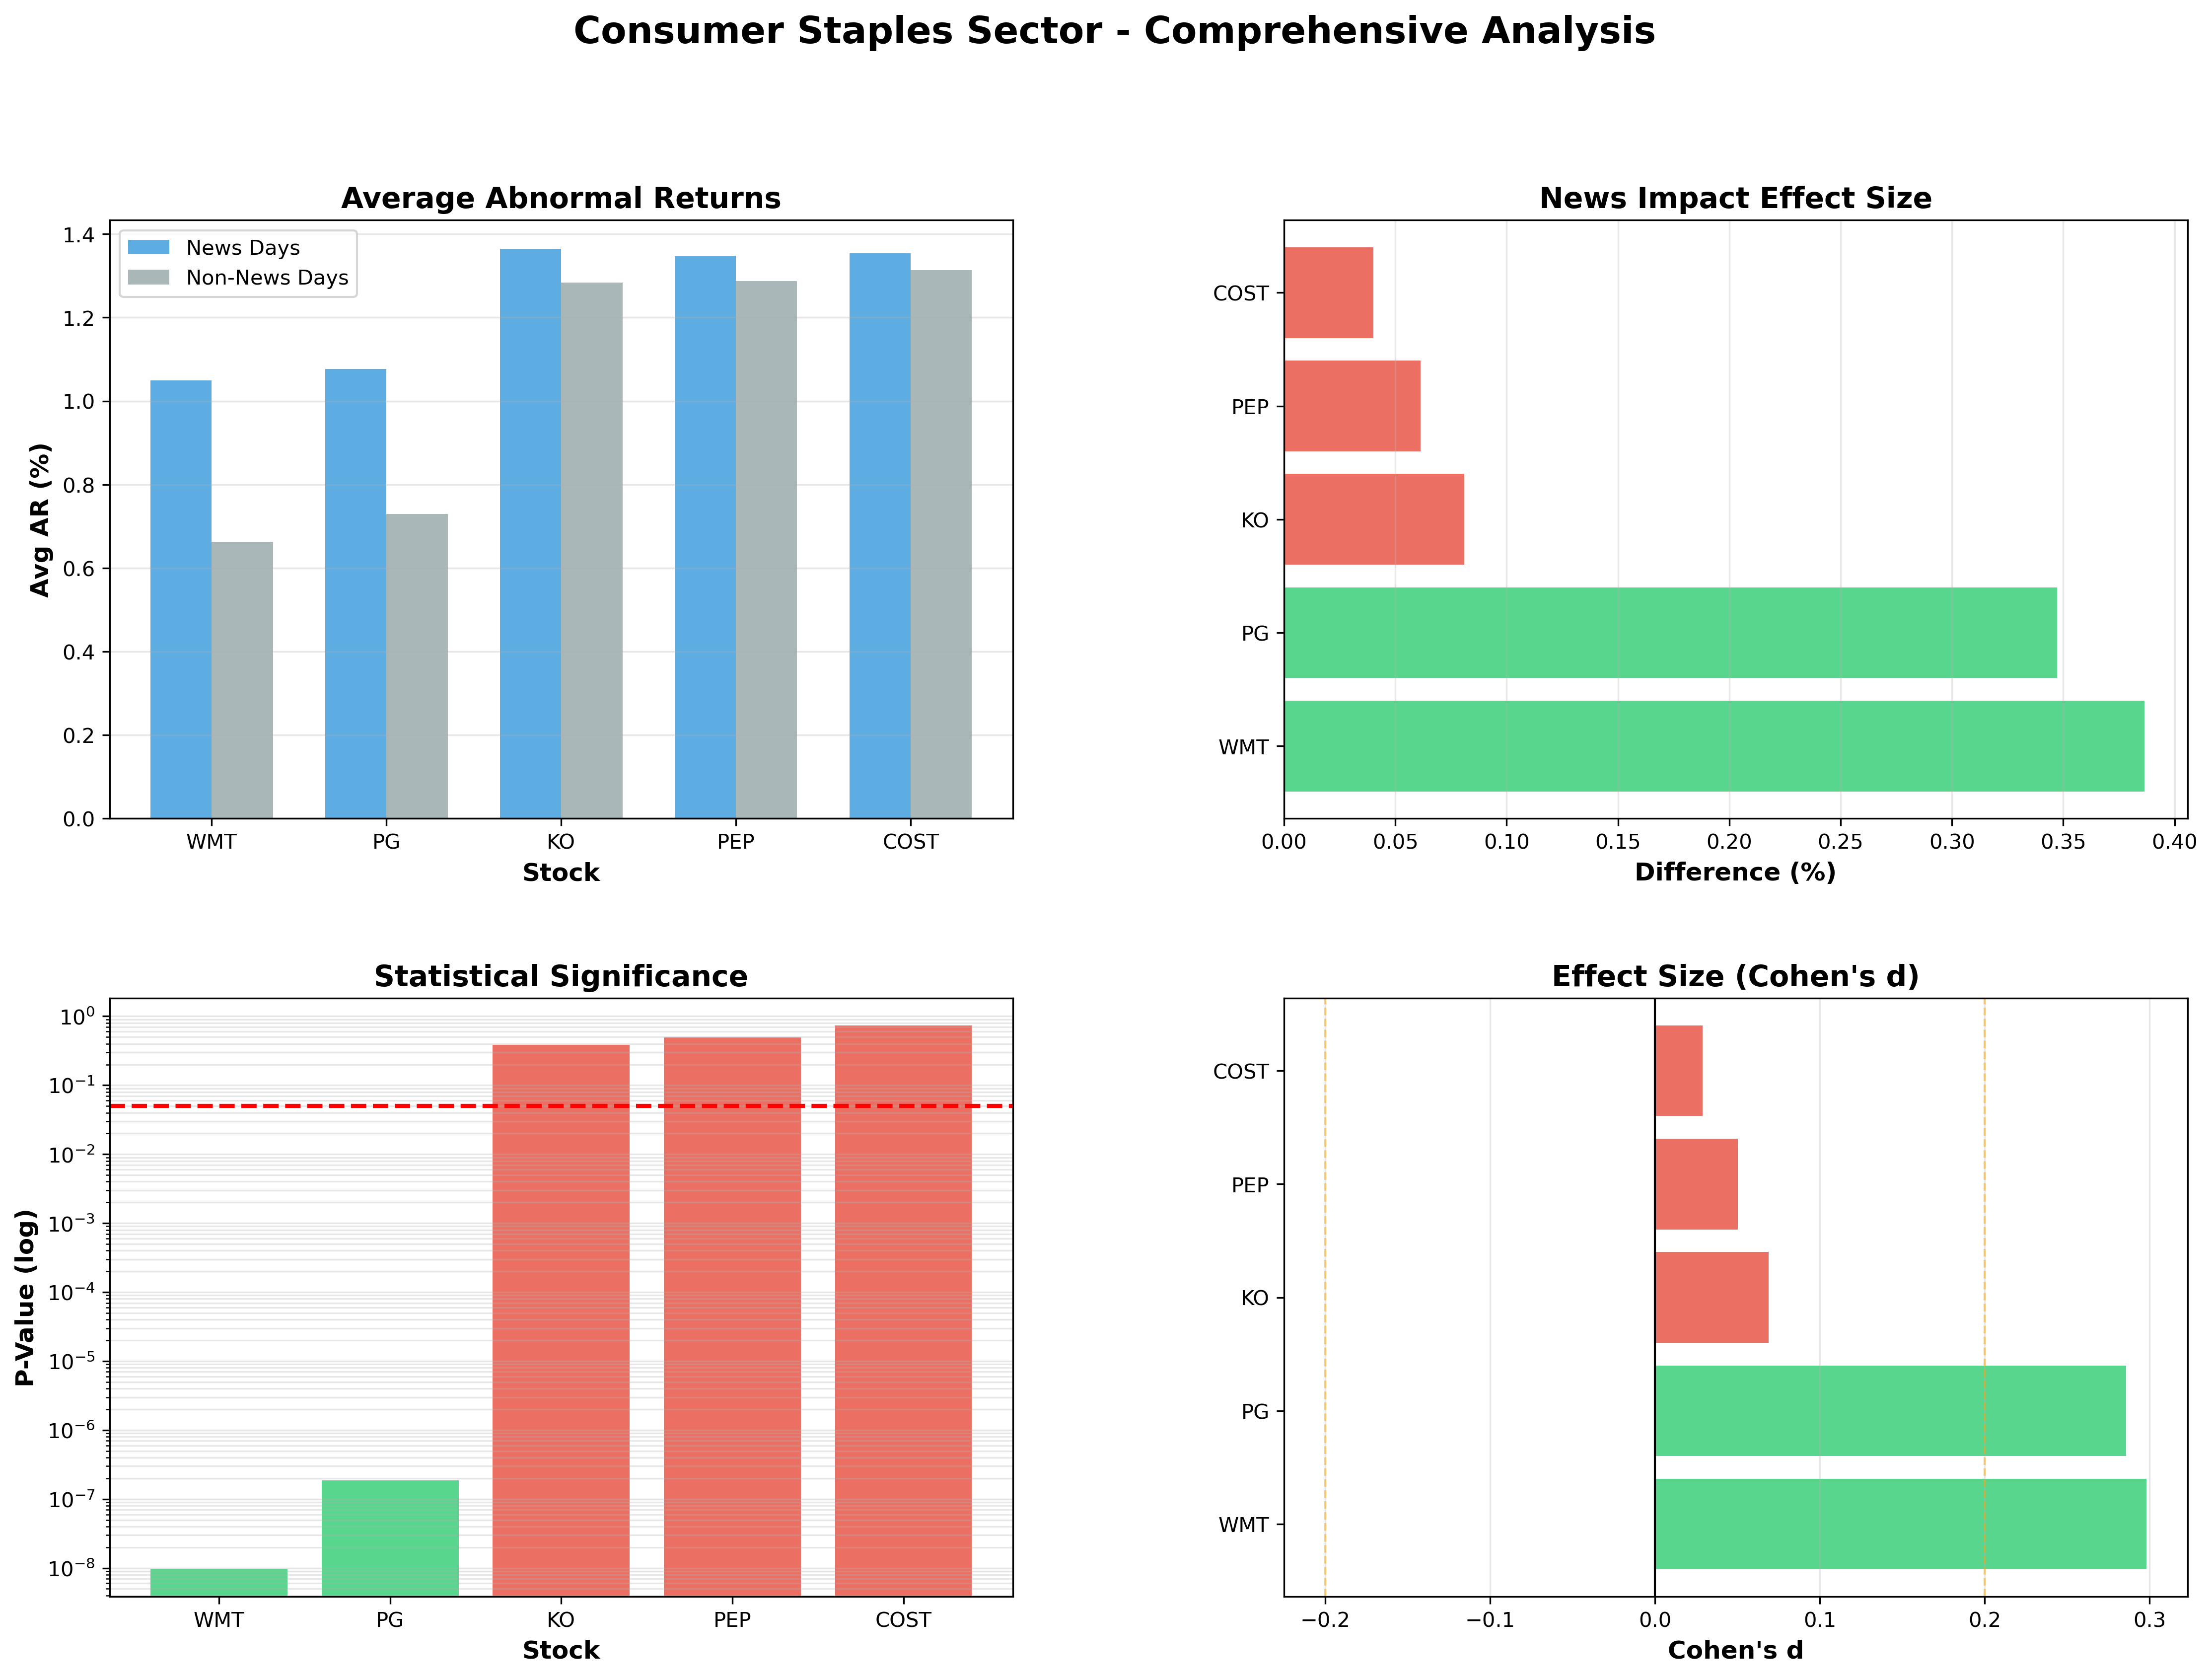 Consumer Staples Sector - Comprehensive Analysis
Average Abnormal Returns
News Days
Non-News Days
Avg AR (%)
1.4
1.2
1.0
0.8
0.6
0.4
0.2
0.0
WMT PG KO PEP COST
Stock
News Impact Effect Size
COST
PEP
KO
PG
WMT
0.00 0.05 0.10 0.15 0.20 0.25 0.30 0.35 0.40
Difference (%)
Statistical Significance
P-Value (log)
10⁰
10⁻¹
10⁻²
10⁻³
10⁻⁴
10⁻⁵
10⁻⁶
10⁻⁷
10⁻⁸
WMT PG KO PEP COST
Stock
Effect Size (Cohen's d)
COST
PEP
KO
PG
WMT
−0.2 −0.1 0.0 0.1 0.2 0.3
Cohen's d